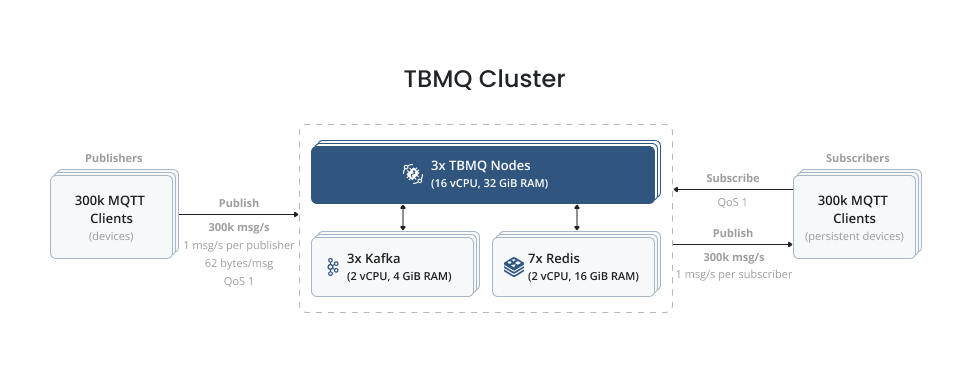 TBMQ Cluster
Publishers
300k MQTT
Clients
(devices)
Publish
300k msg/s
1 msg/s per publisher
62 bytes/msg
QoS 1
3x TBMQ Nodes
(16 vCPU, 32 GiB RAM)
3x Kafka
(2 vCPU, 4 GiB RAM)
7x Redis
(2 vCPU, 16 GiB RAM)
Subscribe
QoS 1
Publish
300k msg/s
1 msg/s per subscriber
Subscribers
300k MQTT
Clients
(persistent devices)